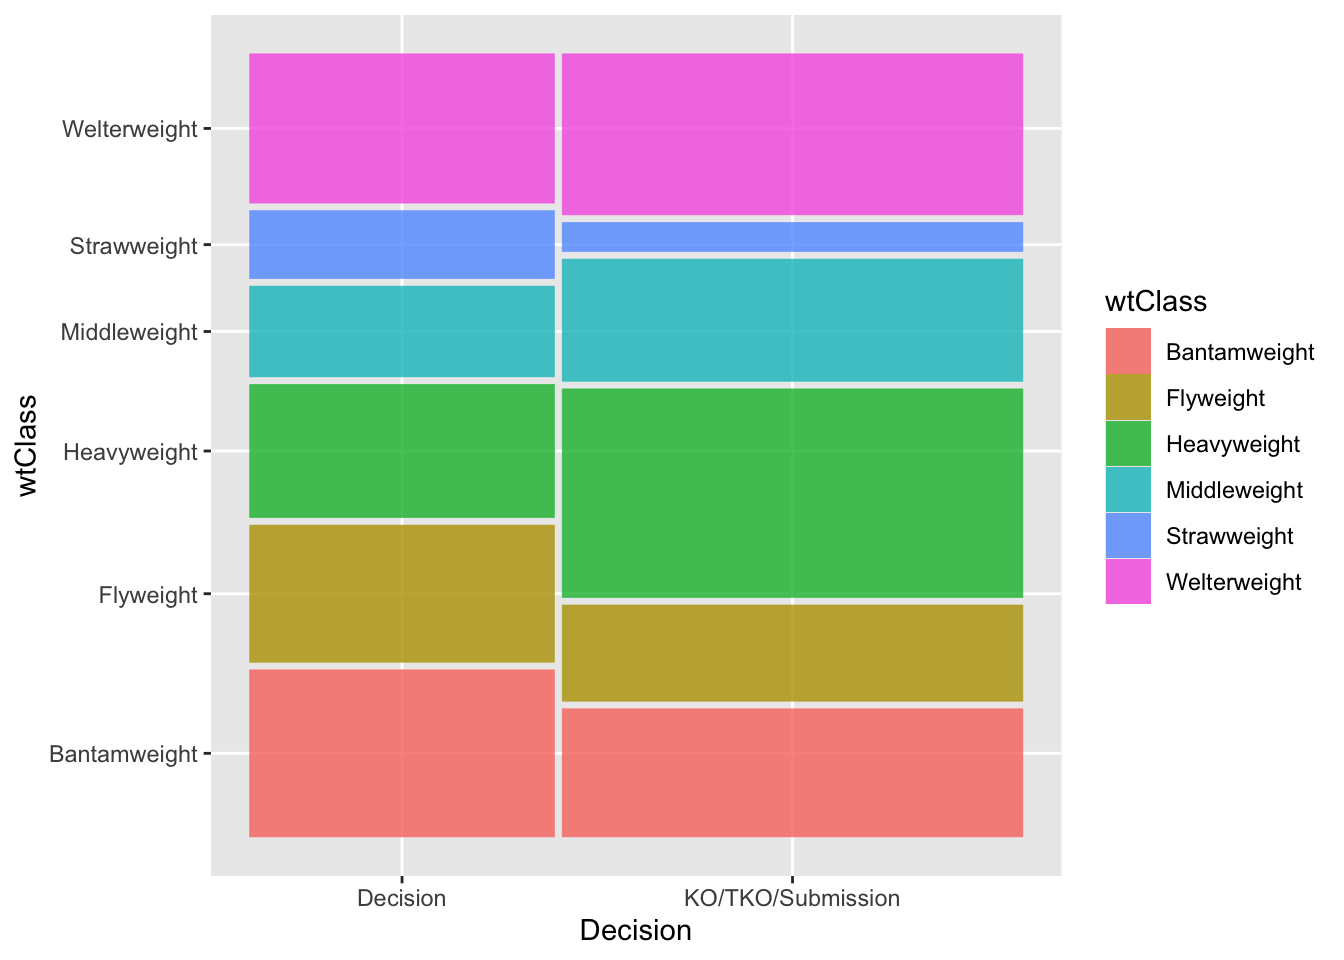 Welterweight
Strawweight
Middleweight
Heavyweight
Flyweight
Bantamweight
wtClass
Decision
KO/TKO/Submission
Decision
wtClass
Bantamweight
Flyweight
Heavyweight
Middleweight
Strawweight
Welterweight